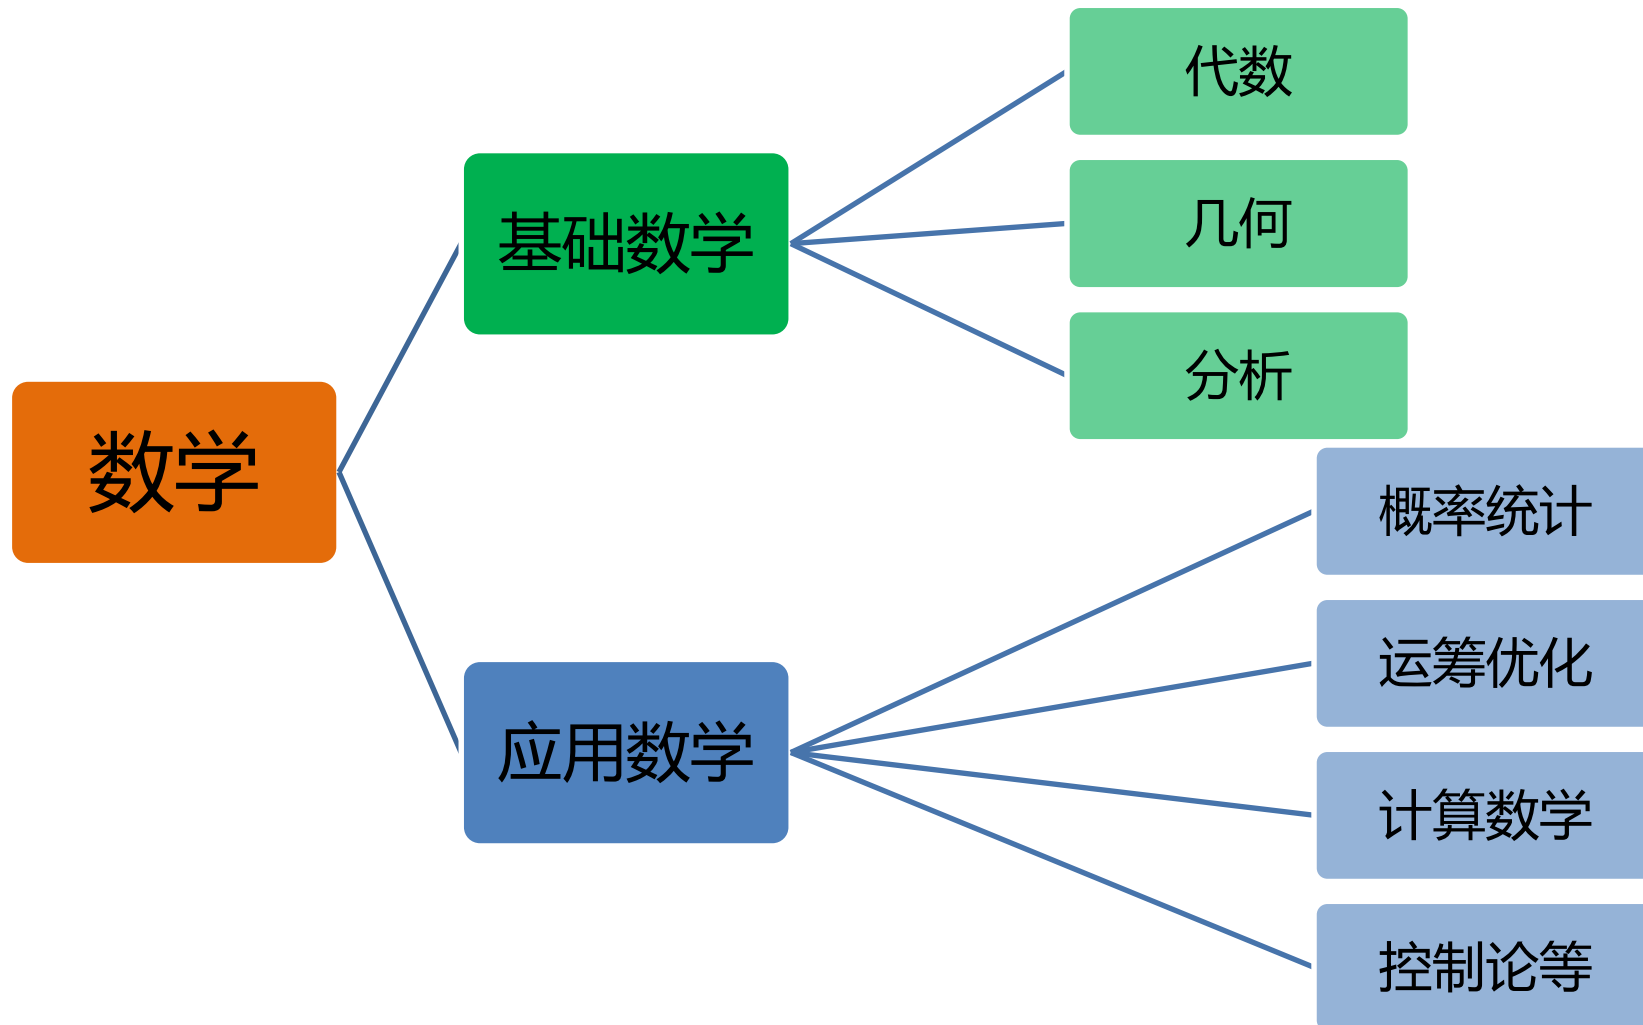 数学
基础数学
代数
几何
分析
应用数学
概率统计
运筹优化
计算数学
控制论等